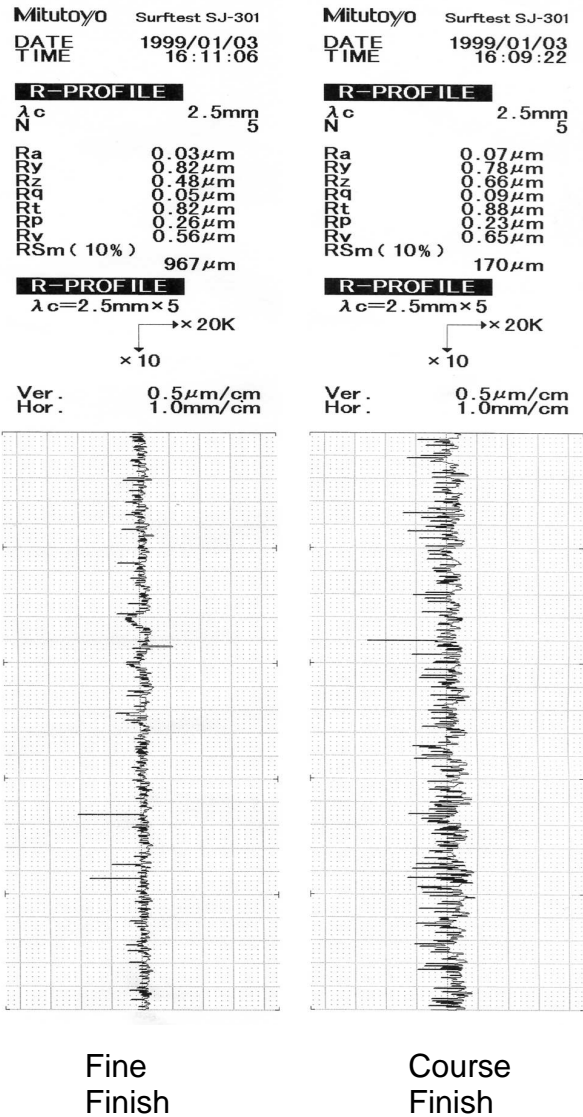 Mitutoyo Surftest SJ-301
DATE 1999/01/03
TIME 16:11:06
R-PROFILE
λc 2.5mm
N 5
Ra 0.03μm
Ry 0.82μm
Rz 0.48μm
Rq 0.05μm
Rt 0.82μm
Rp 0.26μm
Rv 0.56μm
RSm(10%)
967μm
R-PROFILE
λc=2.5mm×5
×20K
×10
Ver. 0.5μm/cm
Hor. 1.0mm/cm
Fine
Finish
Mitutoyo Surftest SJ-301
DATE 1999/01/03
TIME 16:09:22
R-PROFILE
λc 2.5mm
N 5
Ra 0.07μm
Ry 0.78μm
Rz 0.66μm
Rq 0.09μm
Rt 0.88μm
Rp 0.23μm
Rv 0.65μm
RSm(10%)
170μm
R-PROFILE
λc=2.5mm×5
×20K
×10
Ver. 0.5μm/cm
Hor. 1.0mm/cm
Course
Finish